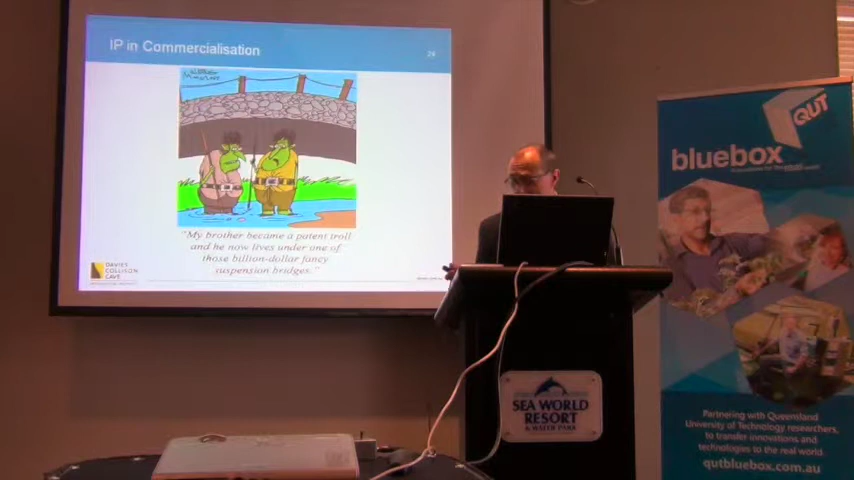 IP in Commercialisation
"My brother became a patent troll
and he now lives under one of
those billion-dollar fancy
suspension bridges."
DAVIES
COLLISON
CAVE
SEA WORLD
RESORT
& WATER PARK
QUT
bluebox
Partnering with Queensland
University of Technology researchers,
to transfer innovations and
technologies to the real world.
qutbluebox.com.au